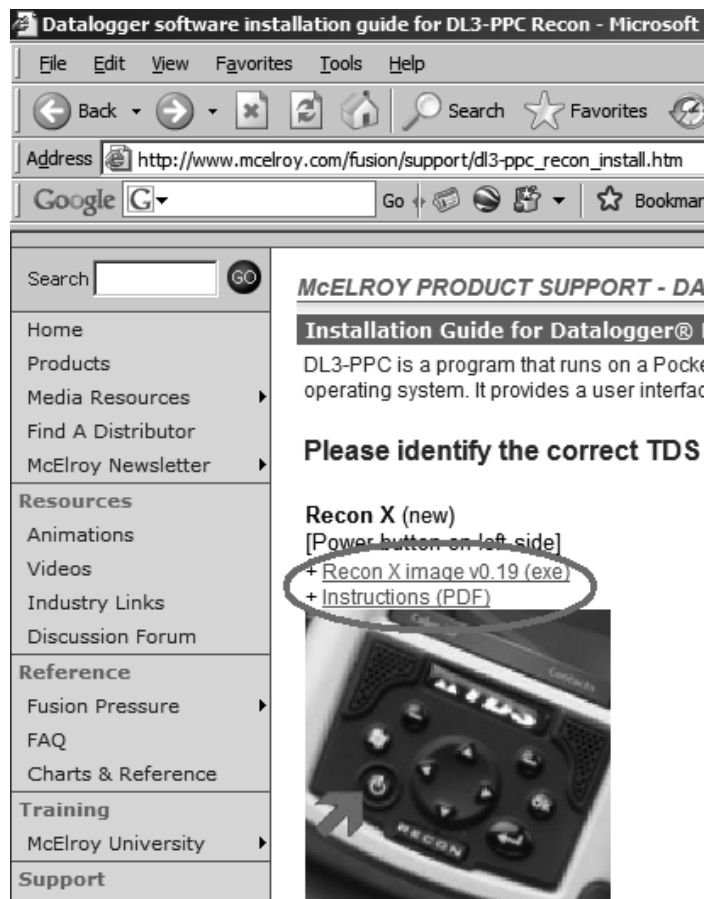 Datalogger software installation guide for DL3-PPC Recon - Microsoft
File Edit View Favorites Tools Help
Back Search Favorites
Address http://www.mcelroy.com/fusion/support/dl3-ppc_recon_install.htm
Google G Go Bookmar
Search GO
Home
Products
Media Resources
Find A Distributor
McElroy Newsletter
Resources
Animations
Videos
Industry Links
Discussion Forum
Reference
Fusion Pressure
FAQ
Charts & Reference
Training
McElroy University
Support
McELROY PRODUCT SUPPORT - DA
Installation Guide for Datalogger®
DL3-PPC is a program that runs on a Pocke
operating system. It provides a user interfac
Please identify the correct TDS
Recon X (new)
[Power button on left side]
+ Recon X image v0.19 (exe)
+ Instructions (PDF)
Contacts
TDS
OK
RECON